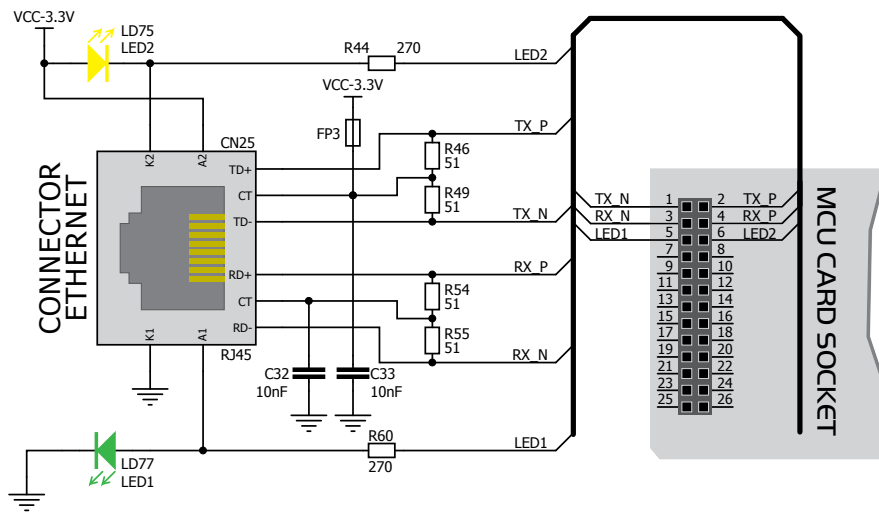 VCC-3.3V
LD75
LED2
R44 270
LED2
VCC-3.3V
FP3
TX_P
CN25
K2
A2
TD+
R46
51
CT
R49
51
TD-
TX_N
RX_P
RD+
R54
51
CT
RD-
R55
51
RX_N
K1
A1
RJ45
CONNECTOR
ETHERNET
C32
10nF
C33
10nF
R60
270
LED1
LD77
LED1
TX_N 1 2 TX_P
RX_N 3 4 RX_P
LED1 5 6 LED2
7 8
9 10
11 12
13 14
15 16
17 18
19 20
21 22
23 24
25 26
MCU CARD SOCKET